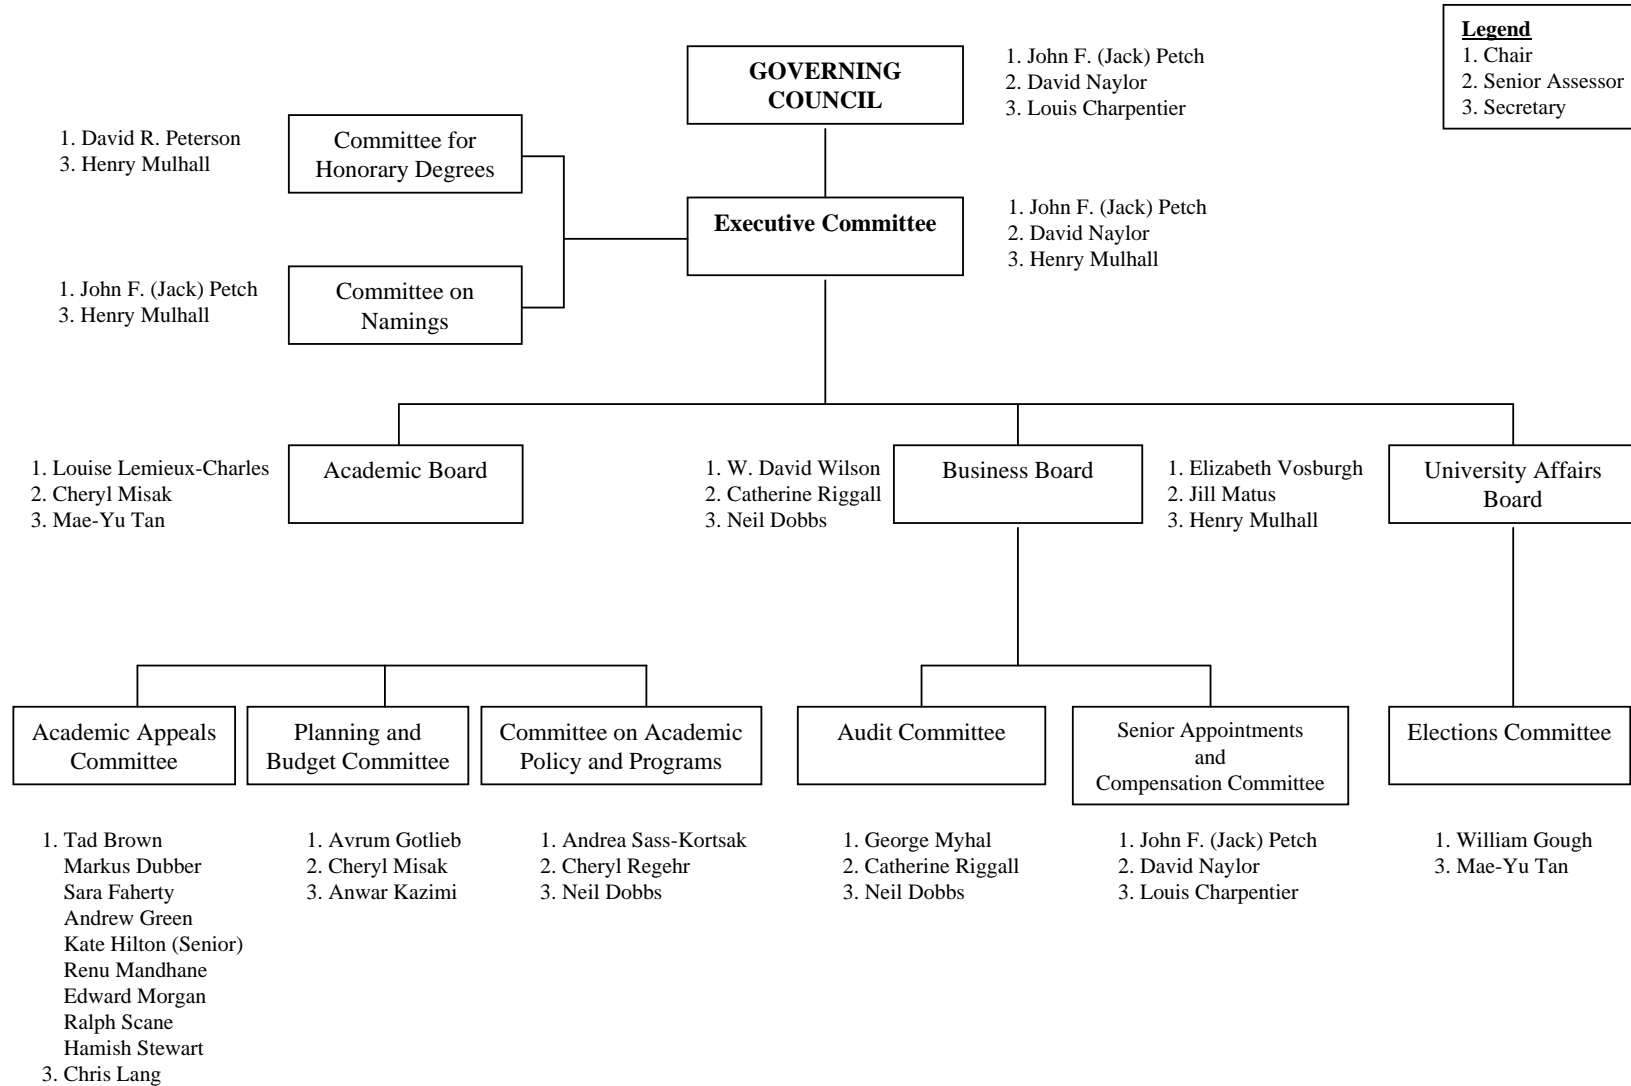 Legend
1. Chair
2. Senior Assessor
3. Secretary
GOVERNING
COUNCIL
1. John F. (Jack) Petch
2. David Naylor
3. Louis Charpentier
1. David R. Peterson
3. Henry Mulhall
Committee for
Honorary Degrees
Executive Committee
1. John F. (Jack) Petch
2. David Naylor
3. Henry Mulhall
1. John F. (Jack) Petch
3. Henry Mulhall
Committee on
Namings
1. Louise Lemieux-Charles
2. Cheryl Misak
3. Mae-Yu Tan
Academic Board
1. W. David Wilson
2. Catherine Riggall
3. Neil Dobbs
Business Board
1. Elizabeth Vosburgh
2. Jill Matus
3. Henry Mulhall
University Affairs
Board
Academic Appeals
Committee
Planning and
Budget Committee
Committee on Academic
Policy and Programs
Audit Committee
Senior Appointments
and
Compensation Committee
Elections Committee
1. Tad Brown
Markus Dubber
Sara Faherty
Andrew Green
Kate Hilton (Senior)
Renu Mandhane
Edward Morgan
Ralph Scane
Hamish Stewart
3. Chris Lang
1. Avrum Gotlieb
2. Cheryl Misak
3. Anwar Kazimi
1. Andrea Sass-Kortsak
2. Cheryl Regehr
3. Neil Dobbs
1. George Myhal
2. Catherine Riggall
3. Neil Dobbs
1. John F. (Jack) Petch
2. David Naylor
3. Louis Charpentier
1. William Gough
3. Mae-Yu Tan